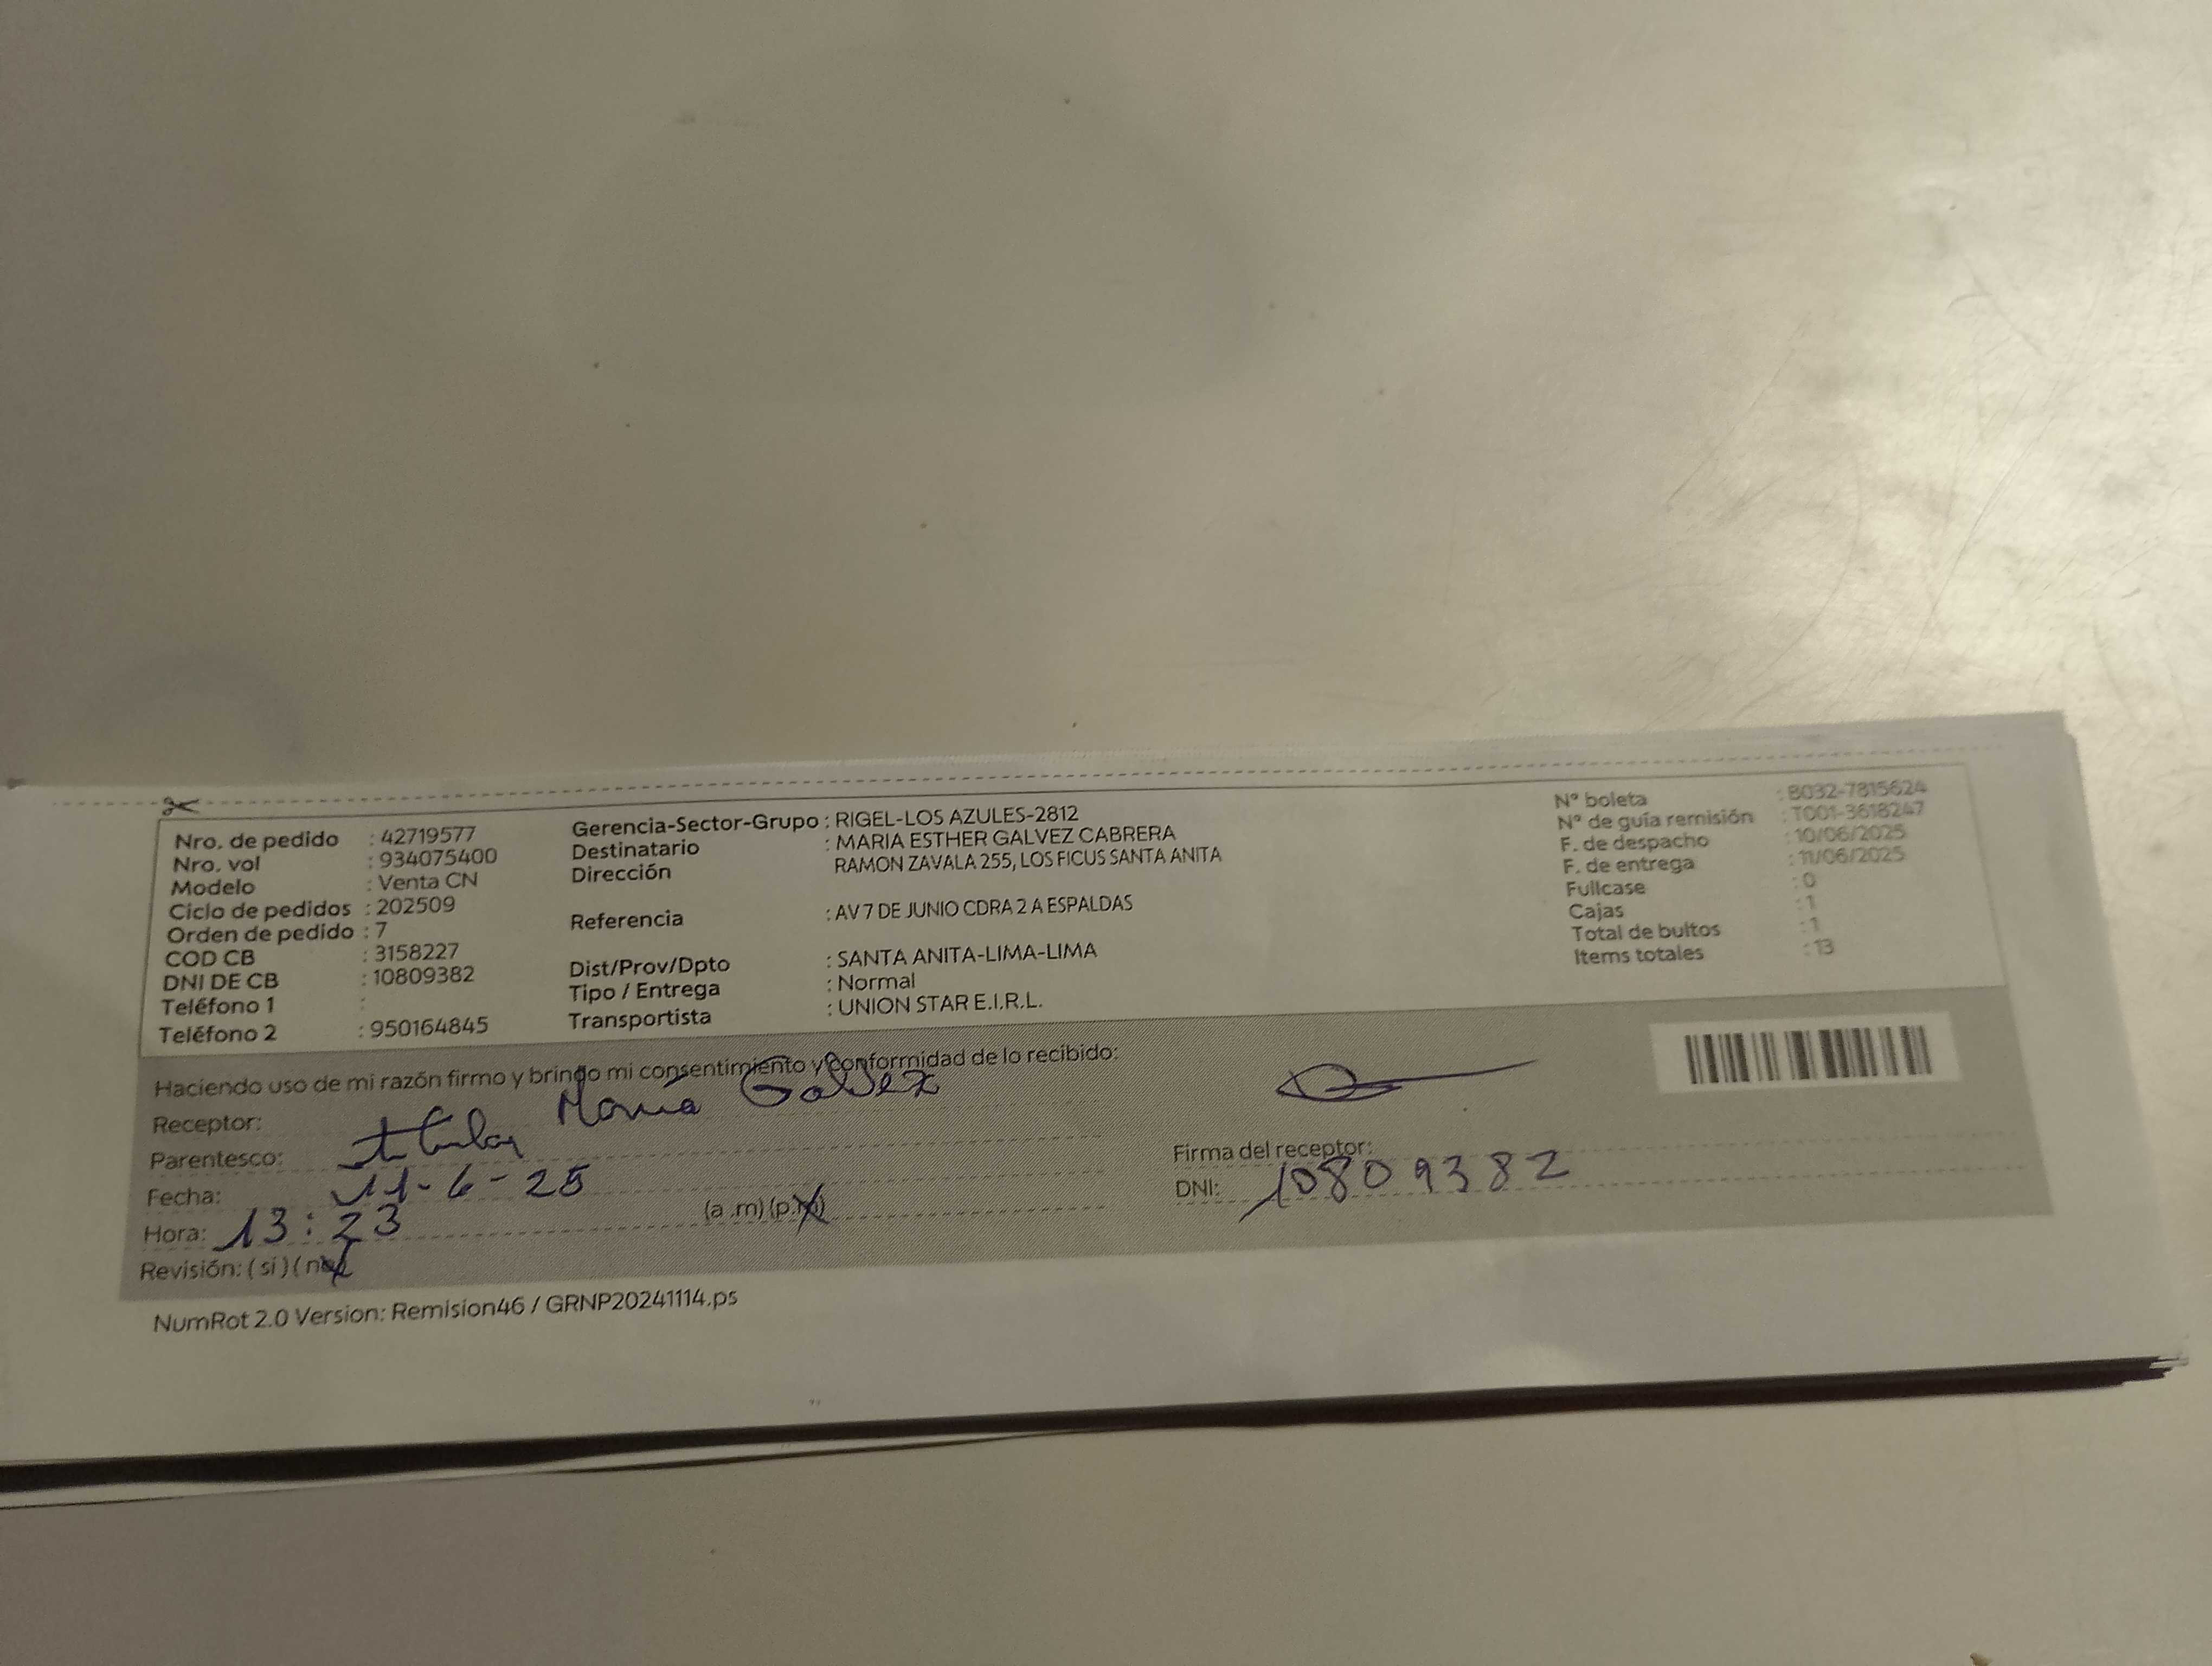 Nro. de pedido : 42719577
Nro. vol : 934075400
Modelo : Venta CN
Ciclo de pedidos : 202509
Orden de pedido : 7
COD CB : 3158227
DNI DE CB : 10809382
Teléfono 1 :
Teléfono 2 : 950164845
Gerencia-Sector-Grupo : RIGEL-LOS AZULES-2812
Destinatario : MARIA ESTHER GALVEZ CABRERA
Dirección RAMON ZAVALA 255, LOS FICUS SANTA ANITA
Referencia : AV 7 DE JUNIO CDRA 2 A ESPALDAS
Dist/Prov/Dpto : SANTA ANITA-LIMA-LIMA
Tipo / Entrega : Normal
Transportista : UNION STAR E.I.R.L.
N° boleta : B032-7815624
N° de guía remisión : T001-3618247
F. de despacho : 10/06/2025
F. de entrega : 11/06/2025
Fullcase : 0
Cajas : 1
Total de bultos : 1
Items totales : 13
Haciendo uso de mi razón firmo y brindo mi consentimiento y conformidad de lo recibido:
Receptor: María Galvez
Parentesco: titular
Fecha: 11-6-25
Hora: 13:23 (a .m) (p.m)
Revisión: ( si ) ( no )
Firma del receptor:
DNI: 10809382
NumRot 2.0 Version: Remision46 / GRNP20241114.ps